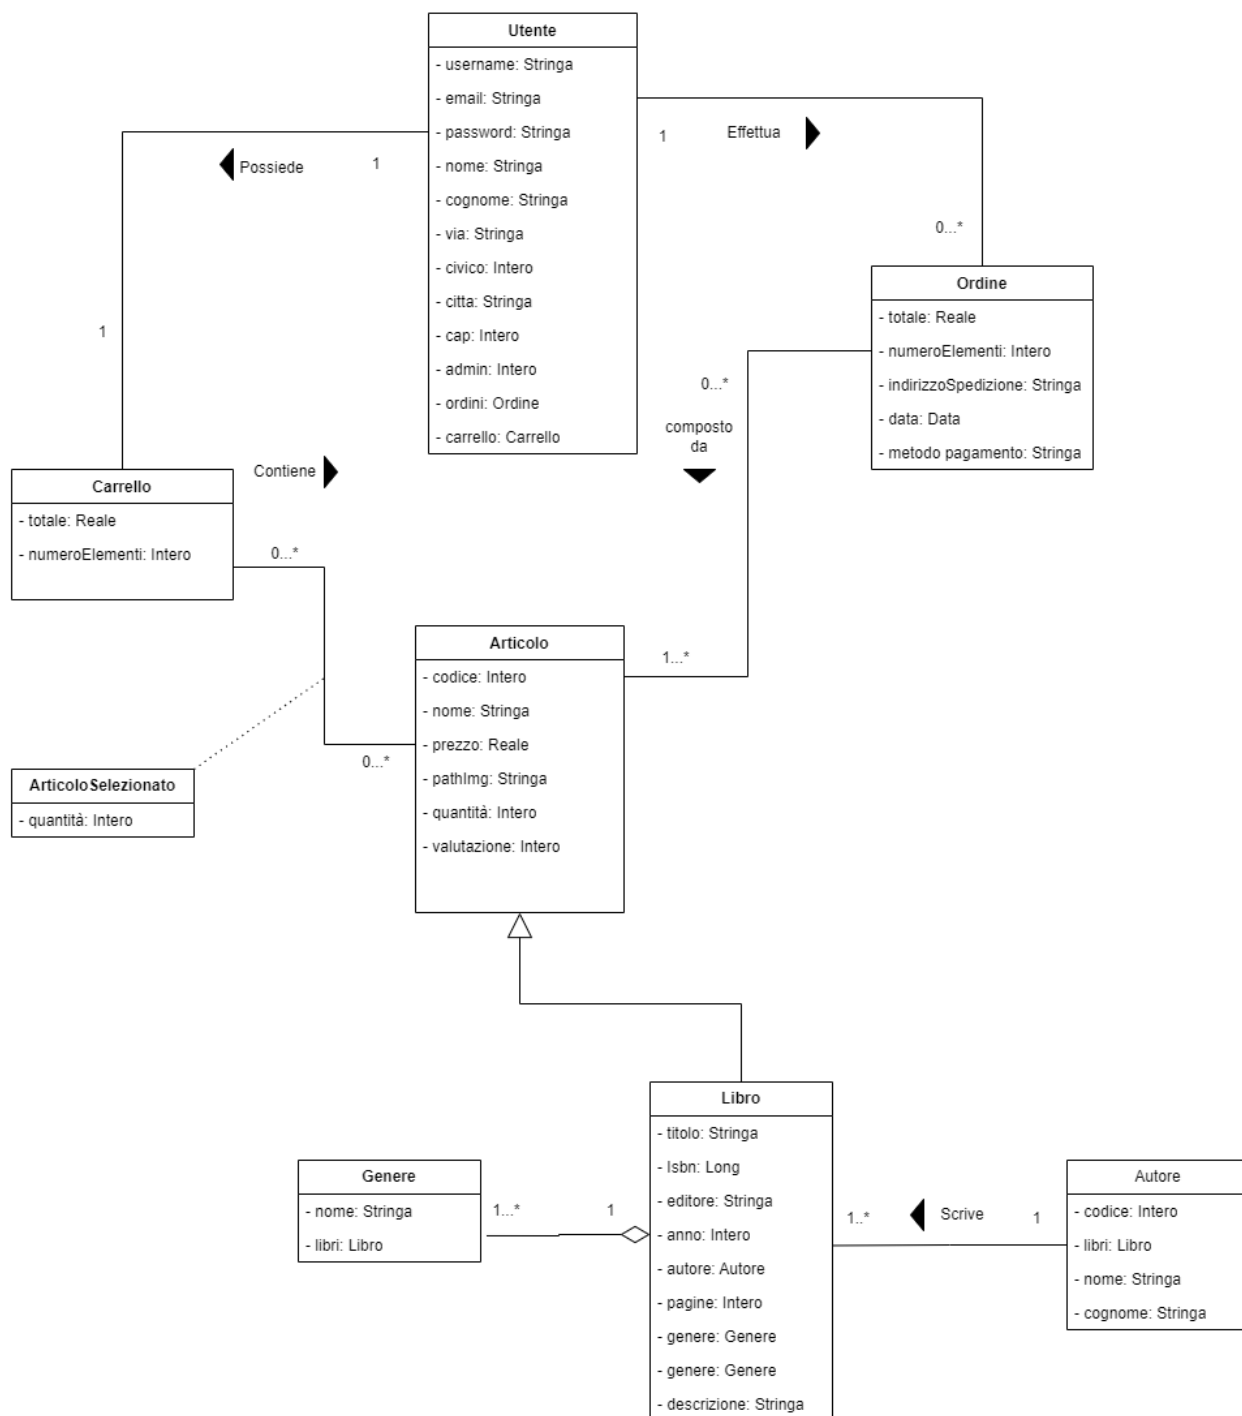 Utente
- username: Stringa
- email: Stringa
- password: Stringa
- nome: Stringa
- cognome: Stringa
- via: Stringa
- civico: Intero
- citta: Stringa
- cap: Intero
- admin: Intero
- ordini: Ordine
- carrello: Carrello
1
Possiede
1
1
Effettua
0...*
Ordine
- totale: Reale
- numeroElementi: Intero
- indirizzoSpedizione: Stringa
- data: Data
- metodo pagamento: Stringa
0...*
composto
da
1...*
Carrello
- totale: Reale
- numeroElementi: Intero
Contiene
0...*
0...*
ArticoloSelezionato
- quantità: Intero
Articolo
- codice: Intero
- nome: Stringa
- prezzo: Reale
- pathImg: Stringa
- quantità: Intero
- valutazione: Intero
Genere
- nome: Stringa
- libri: Libro
1...*
1
Libro
- titolo: Stringa
- Isbn: Long
- editore: Stringa
- anno: Intero
- autore: Autore
- pagine: Intero
- genere: Genere
- genere: Genere
- descrizione: Stringa
1..*
Scrive
1
Autore
- codice: Intero
- libri: Libro
- nome: Stringa
- cognome: Stringa